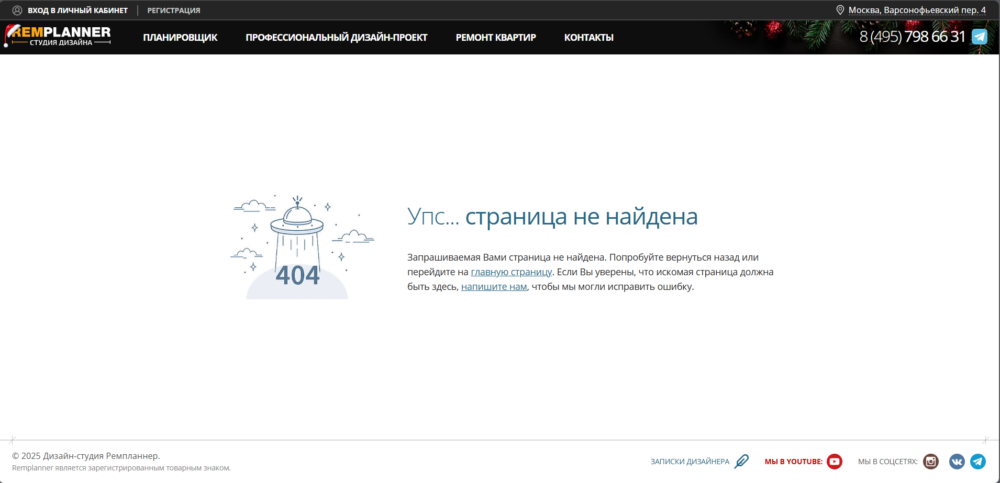 ВХОД В ЛИЧНЫЙ КАБИНЕТ
РЕГИСТРАЦИЯ
Москва, Варсонофьевский пер. 4
REMPLANNER
СТУДИЯ ДИЗАЙНА
ПЛАНИРОВЩИК
ПРОФЕССИОНАЛЬНЫЙ ДИЗАЙН-ПРОЕКТ
РЕМОНТ КВАРТИР
КОНТАКТЫ
8 (495) 798 66 31
404
Упс... страница не найдена
Запрашиваемая Вами страница не найдена. Попробуйте вернуться назад или
перейдите на главную страницу. Если Вы уверены, что искомая страница должна
быть здесь, напишите нам, чтобы мы могли исправить ошибку.
© 2025 Дизайн-студия Ремпланнер.
Remplanner является зарегистрированным товарным знаком.
ЗАПИСКИ ДИЗАЙНЕРА
МЫ В YOUTUBE:
МЫ В СОЦСЕТЯХ: